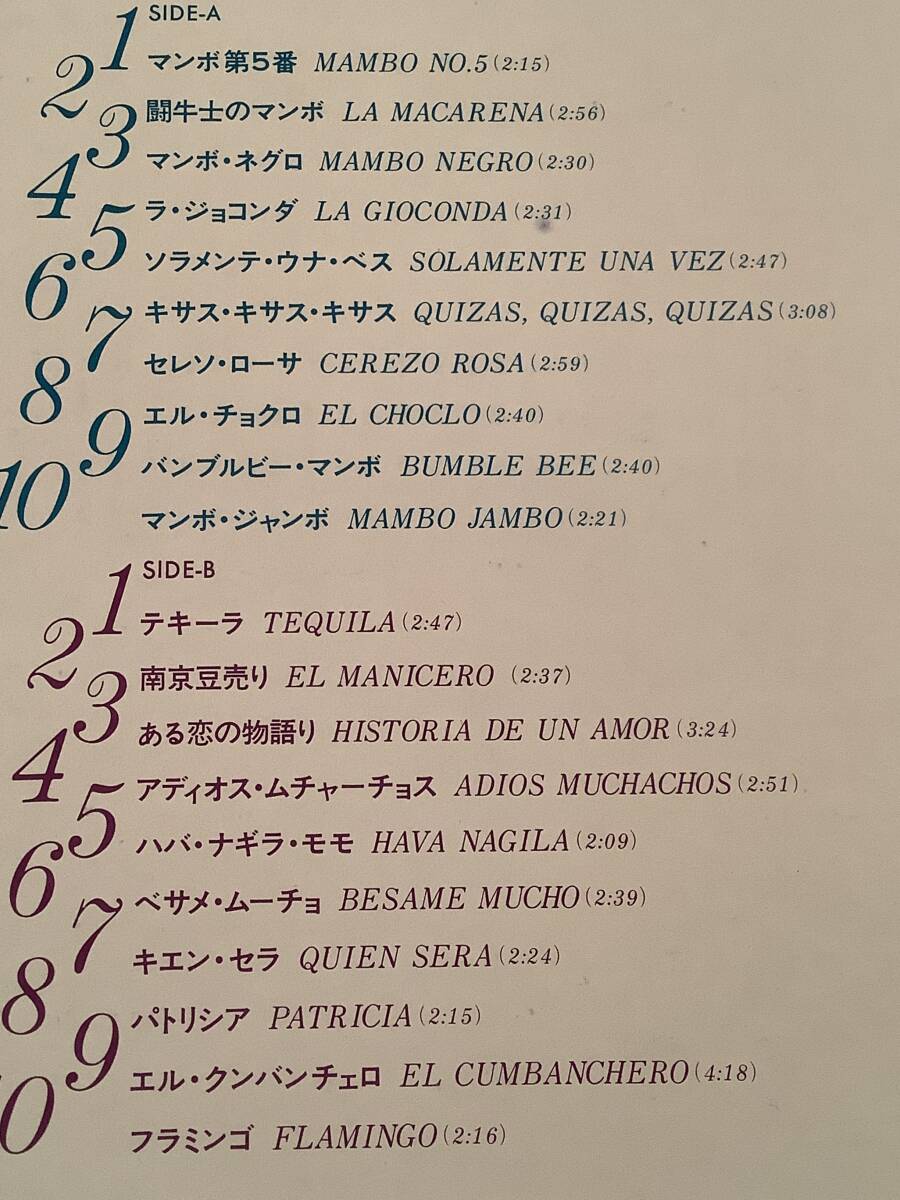 SIDE-A
1 マンボ第5番 MAMBO NO.5(2:15)
2 闘牛士のマンボ LA MACARENA(2:56)
3 マンボ・ネグロ MAMBO NEGRO(2:30)
4 ラ・ジョコンダ LA GIOCONDA(2:31)
5 ソラメンテ・ウナ・ベス SOLAMENTE UNA VEZ(2:47)
6 キサス・キサス・キサス QUIZAS, QUIZAS, QUIZAS(3:08)
7 セレソ・ローサ CEREZO ROSA(2:59)
8 エル・チョクロ EL CHOCLO(2:40)
9 バンブルビー・マンボ BUMBLE BEE(2:40)
10 マンボ・ジャンボ MAMBO JAMBO(2:21)
SIDE-B
1 テキーラ TEQUILA(2:47)
2 南京豆売り EL MANICERO (2:37)
3 ある恋の物語り HISTORIA DE UN AMOR(3:24)
4 アディオス・ムチャーチョス ADIOS MUCHACHOS(2:51)
5 ハバ・ナギラ・モモ HAVA NAGILA(2:09)
6 ベサメ・ムーチョ BESAME MUCHO(2:39)
7 キエン・セラ QUIEN SERA(2:24)
8 パトリシア PATRICIA(2:15)
9 エル・クンバンチェロ EL CUMBANCHERO(4:18)
10 フラミンゴ FLAMINGO(2:16)